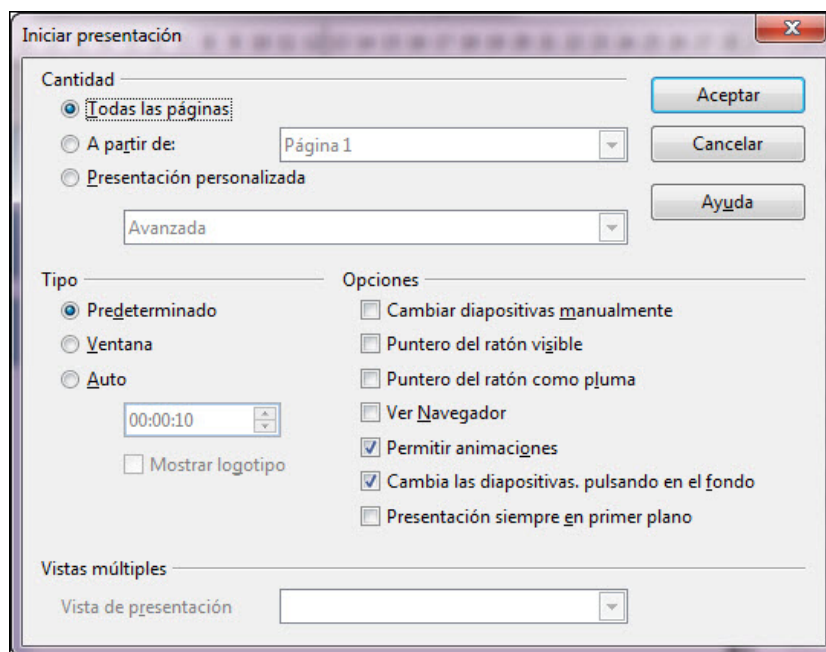 Iniciar presentación
Cantidad
Todas las páginas
Aceptar
A partir de:
Página 1
Cancelar
Presentación personalizada
Ayuda
Avanzada
Tipo
Opciones
Predeterminado
Cambiar diapositivas manualmente
Ventana
Puntero del ratón visible
Auto
Puntero del ratón como pluma
00:00:10
Ver Navegador
Mostrar logotipo
Permitir animaciones
Cambia las diapositivas. pulsando en el fondo
Presentación siempre en primer plano
Vistas múltiples
Vista de presentación